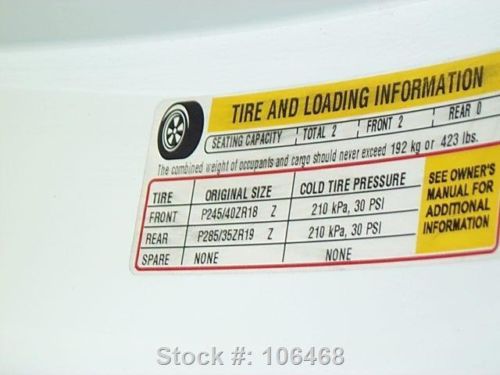 TIRE AND LOADING INFORMATION
SEATING CAPACITY TOTAL 2 FRONT 2 REAR 0
The combined weight of occupants and cargo should never exceed 192 kg or 423 lbs.
TIRE ORIGINAL SIZE COLD TIRE PRESSURE
FRONT P245/40ZR18 Z 210 kPa, 30 PSI
REAR P285/35ZR19 Z 210 kPa, 30 PSI
SPARE NONE NONE
SEE OWNER'S
MANUAL FOR
ADDITIONAL
INFORMATION
Stock #: 106468